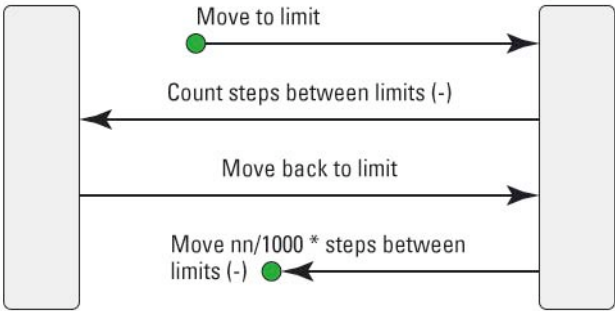 Move to limit
Count steps between limits (-)
Move back to limit
Move nn/1000 * steps between
limits (-)